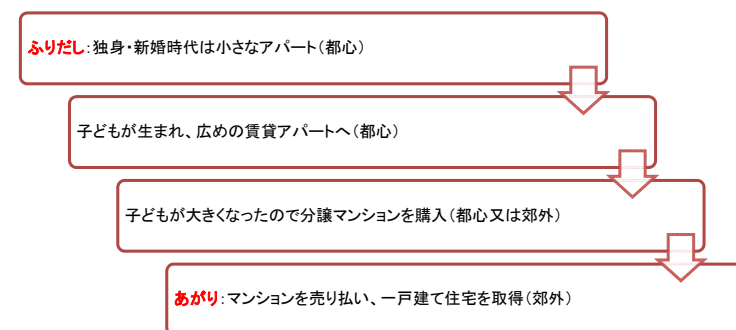 ふりだし:独身・新婚時代は小さなアパート(都心)
子どもが生まれ、広めの賃貸アパートへ(都心)
子どもが大きくなったので分譲マンションを購入(都心又は郊外)
あがり:マンションを売り払い、一戸建て住宅を取得(郊外)